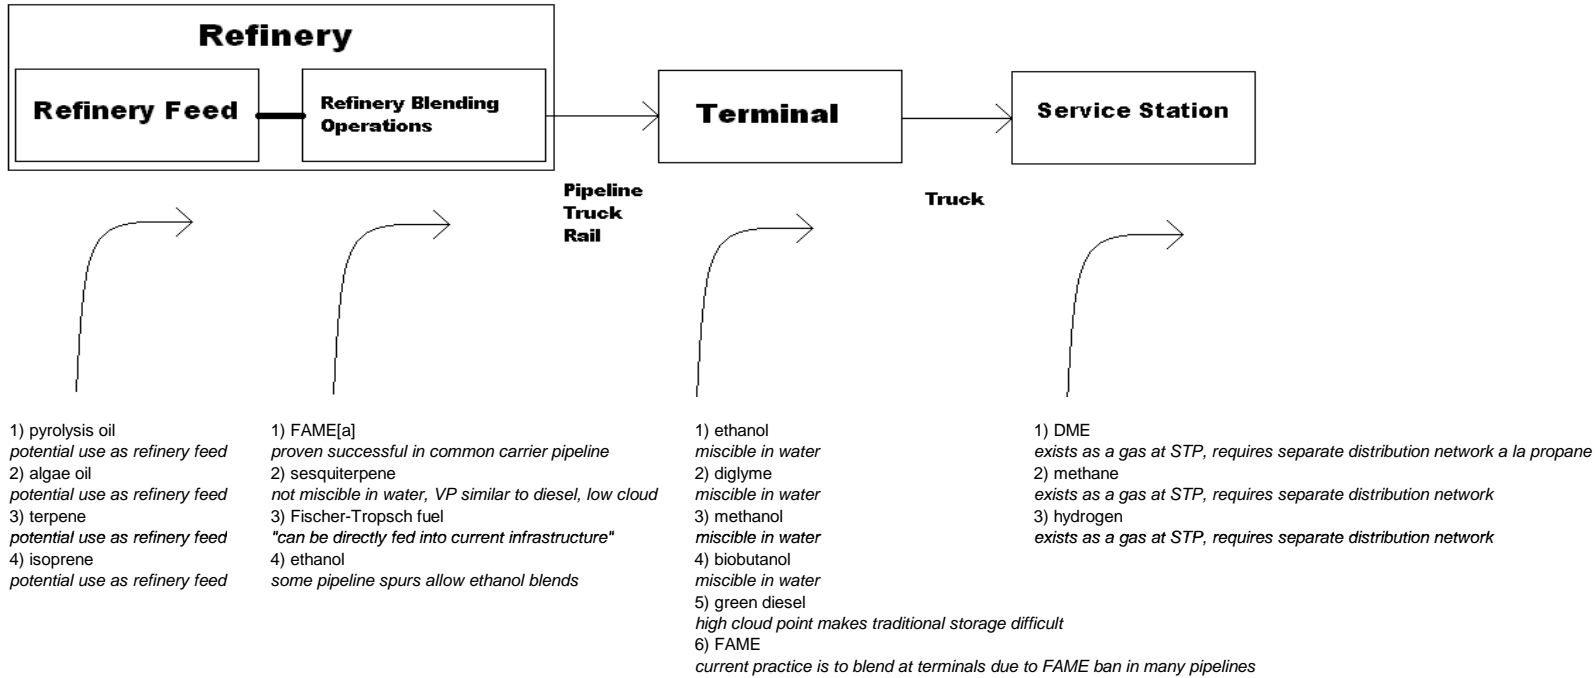 Refinery
Refinery Feed
Refinery Blending
Operations
Terminal
Service Station
Pipeline
Truck
Rail
Truck
1) pyrolysis oil
potential use as refinery feed
2) algae oil
potential use as refinery feed
3) terpene
potential use as refinery feed
4) isoprene
potential use as refinery feed
1) FAME[a]
proven successful in common carrier pipeline
2) sesquiterpene
not miscible in water, VP similar to diesel, low cloud
3) Fischer-Tropsch fuel
"can be directly fed into current infrastructure"
4) ethanol
some pipeline spurs allow ethanol blends
1) ethanol
miscible in water
2) diglyme
miscible in water
3) methanol
miscible in water
4) biobutanol
miscible in water
5) green diesel
high cloud point makes traditional storage difficult
6) FAME
current practice is to blend at terminals due to FAME ban in many pipelines
1) DME
exists as a gas at STP, requires separate distribution network a la propane
2) methane
exists as a gas at STP, requires separate distribution network
3) hydrogen
exists as a gas at STP, requires separate distribution network